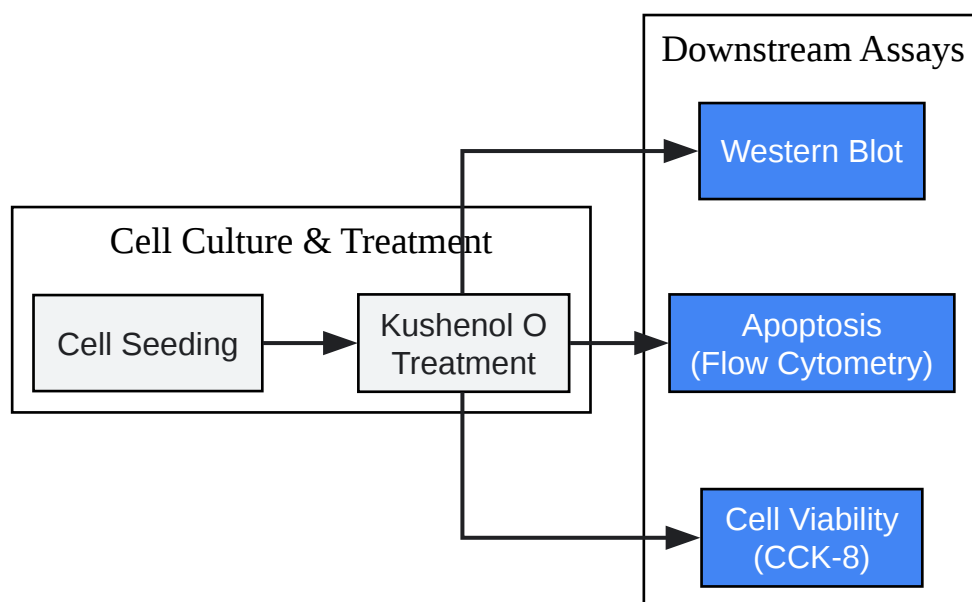 Downstream Assays
Western Blot
Cell Culture & Treatment
Cell Seeding
Kushenol O
Treatment
Apoptosis
(Flow Cytometry)
Cell Viability
(CCK-8)